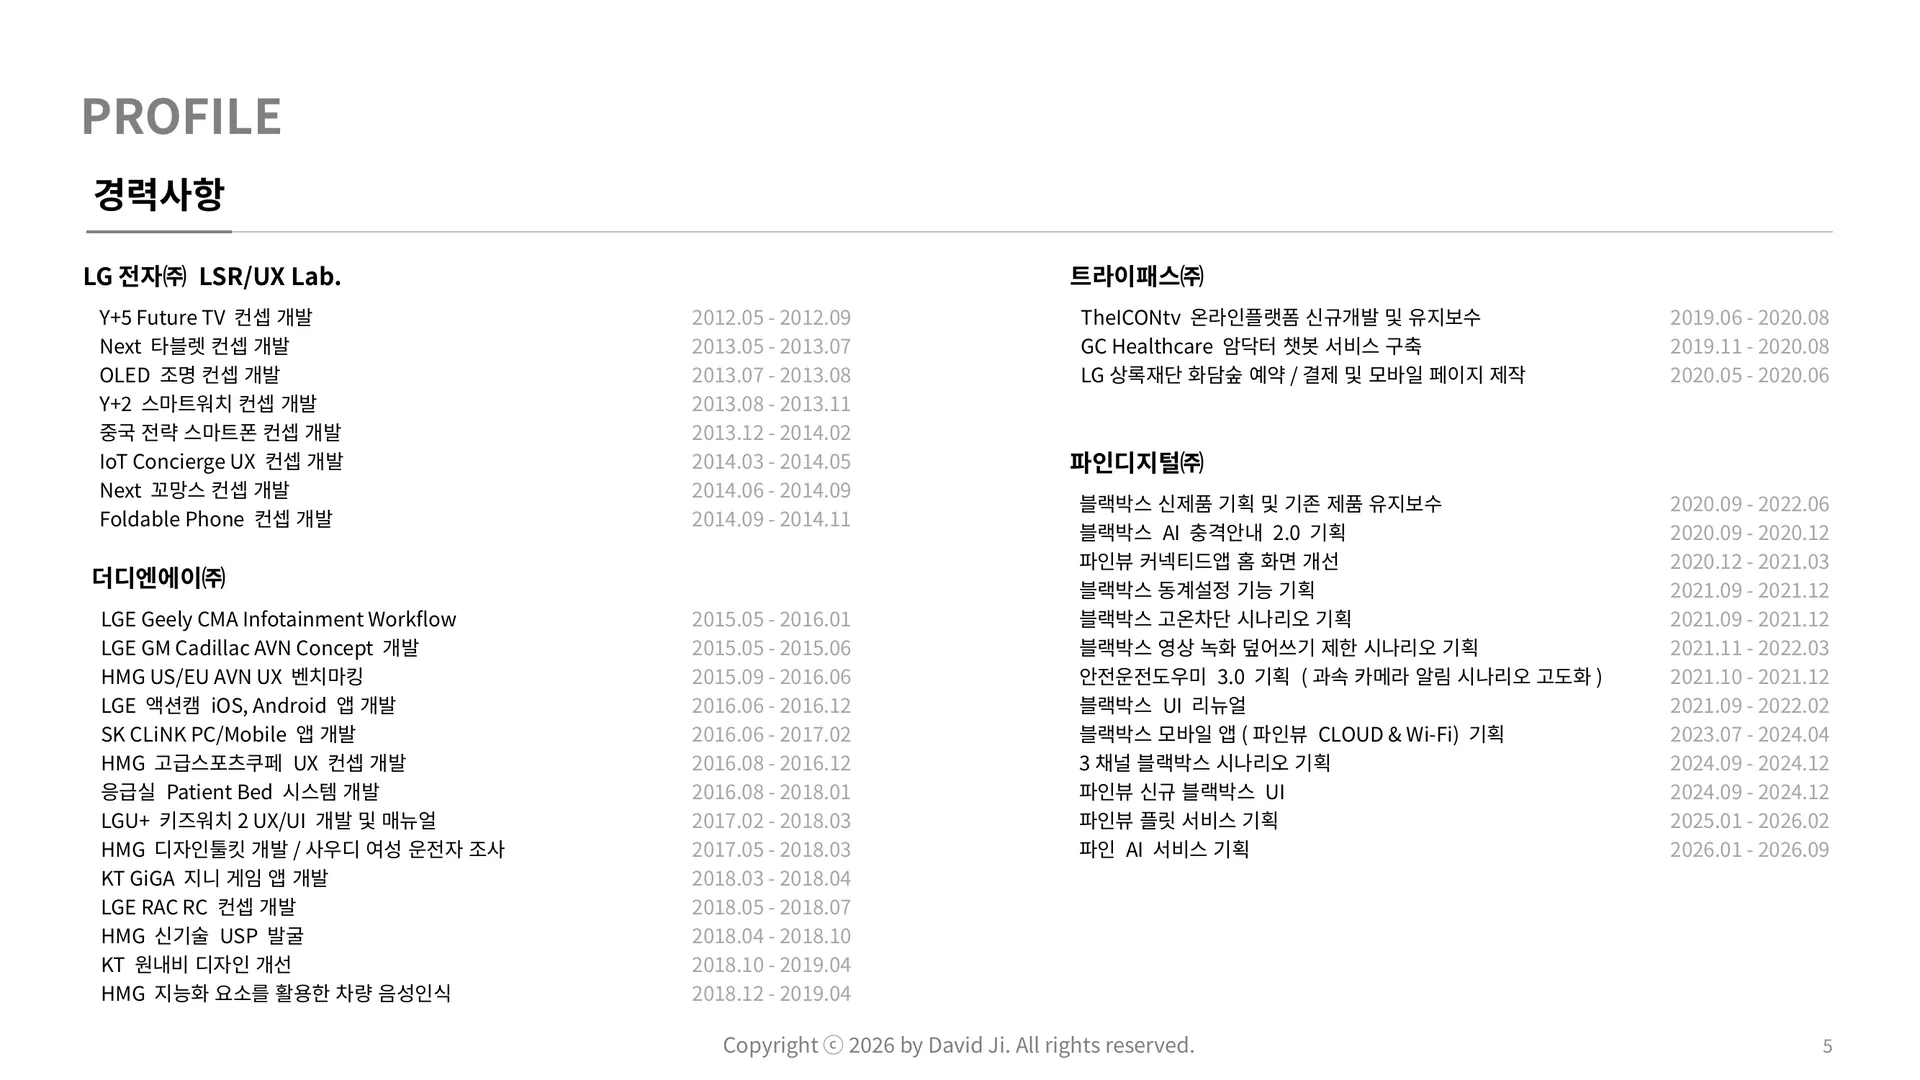 PROFILE
경력사항
LG 전자㈜ LSR/UX Lab.
Y+5 Future TV 컨셉 개발 2012.05 - 2012.09
Next 타블렛 컨셉 개발 2013.05 - 2013.07
OLED 조명 컨셉 개발 2013.07 - 2013.08
Y+2 스마트워치 컨셉 개발 2013.08 - 2013.11
중국 전략 스마트폰 컨셉 개발 2013.12 - 2014.02
IoT Concierge UX 컨셉 개발 2014.03 - 2014.05
Next 꼬망스 컨셉 개발 2014.06 - 2014.09
Foldable Phone 컨셉 개발 2014.09 - 2014.11
더디엔에이㈜
LGE Geely CMA Infotainment Workflow 2015.05 - 2016.01
LGE GM Cadillac AVN Concept 개발 2015.05 - 2015.06
HMG US/EU AVN UX 벤치마킹 2015.09 - 2016.06
LGE 액션캠 iOS, Android 앱 개발 2016.06 - 2016.12
SK CLiNK PC/Mobile 앱 개발 2016.06 - 2017.02
HMG 고급스포츠쿠페 UX 컨셉 개발 2016.08 - 2016.12
응급실 Patient Bed 시스템 개발 2016.08 - 2018.01
LGU+ 키즈워치 2 UX/UI 개발 및 매뉴얼 2017.02 - 2018.03
HMG 디자인툴킷 개발 / 사우디 여성 운전자 조사 2017.05 - 2018.03
KT GiGA 지니 게임 앱 개발 2018.03 - 2018.04
LGE RAC RC 컨셉 개발 2018.05 - 2018.07
HMG 신기술 USP 발굴 2018.04 - 2018.10
KT 원내비 디자인 개선 2018.10 - 2019.04
HMG 지능화 요소를 활용한 차량 음성인식 2018.12 - 2019.04
트라이패스㈜
TheICONtv 온라인플랫폼 신규개발 및 유지보수 2019.06 - 2020.08
GC Healthcare 암닥터 챗봇 서비스 구축 2019.11 - 2020.08
LG 상록재단 화담숲 예약 / 결제 및 모바일 페이지 제작 2020.05 - 2020.06
파인디지털㈜
블랙박스 신제품 기획 및 기존 제품 유지보수 2020.09 - 2022.06
블랙박스 AI 충격안내 2.0 기획 2020.09 - 2020.12
파인뷰 커넥티드앱 홈 화면 개선 2020.12 - 2021.03
블랙박스 동계설정 기능 기획 2021.09 - 2021.12
블랙박스 고온차단 시나리오 기획 2021.09 - 2021.12
블랙박스 영상 녹화 덮어쓰기 제한 시나리오 기획 2021.11 - 2022.03
안전운전도우미 3.0 기획 ( 과속 카메라 알림 시나리오 고도화 ) 2021.10 - 2021.12
블랙박스 UI 리뉴얼 2021.09 - 2022.02
블랙박스 모바일 앱 ( 파인뷰 CLOUD & Wi-Fi) 기획 2023.07 - 2024.04
3 채널 블랙박스 시나리오 기획 2024.09 - 2024.12
파인뷰 신규 블랙박스 UI 2024.09 - 2024.12
파인뷰 플릿 서비스 기획 2025.01 - 2026.02
파인 AI 서비스 기획 2026.01 - 2026.09
Copyright ⓒ 2026 by David Ji. All rights reserved.
5